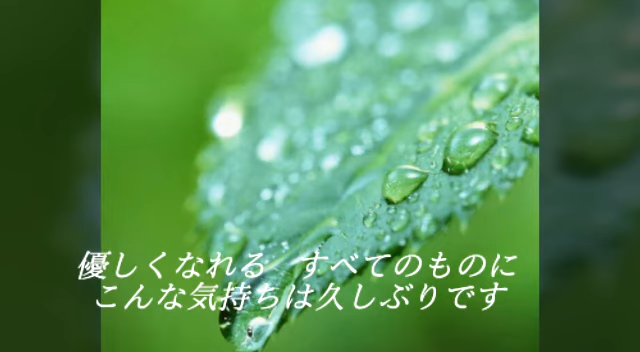 優しくなれる　すべてのものに
こんな気持ちは久しぶりです